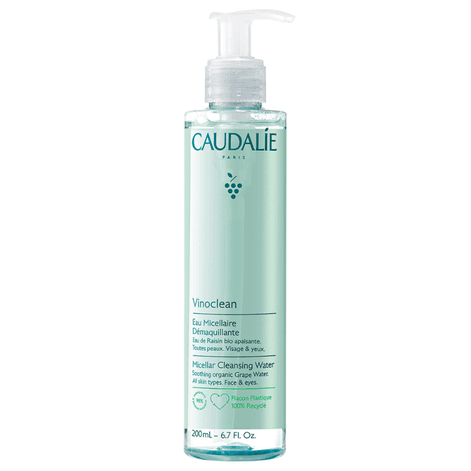 CAUDALÍE
PARIS
Vinoclean
Eau Micellaire
Démaquillante
Eau de Raisin bio apaisante.
Toutes peaux. Visage & yeux.
Micellar Cleansing Water
Soothing organic Grape Water.
All skin types. Face & eyes.
Flacon Plastique
100% Recyclé
200mL - 6.7 Fl. Oz.